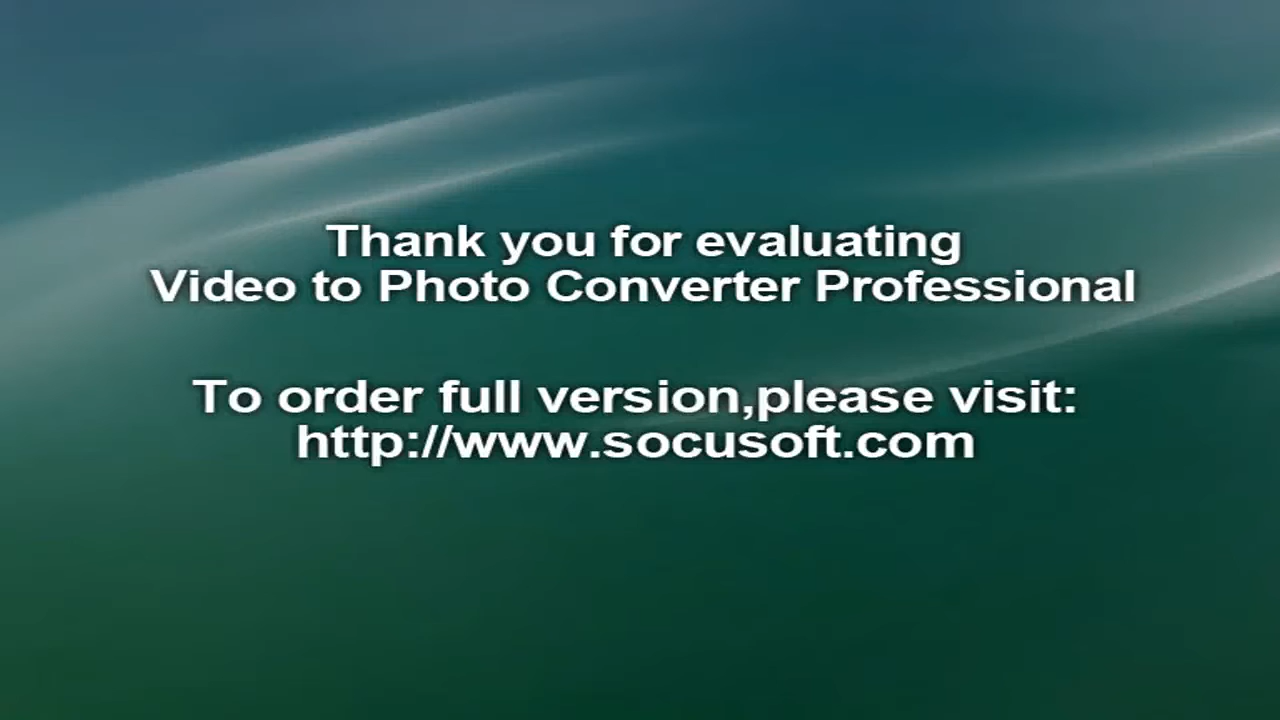 Thank you for evaluating
Video to Photo Converter Professional
To order full version,please visit:
http://www.socusoft.com